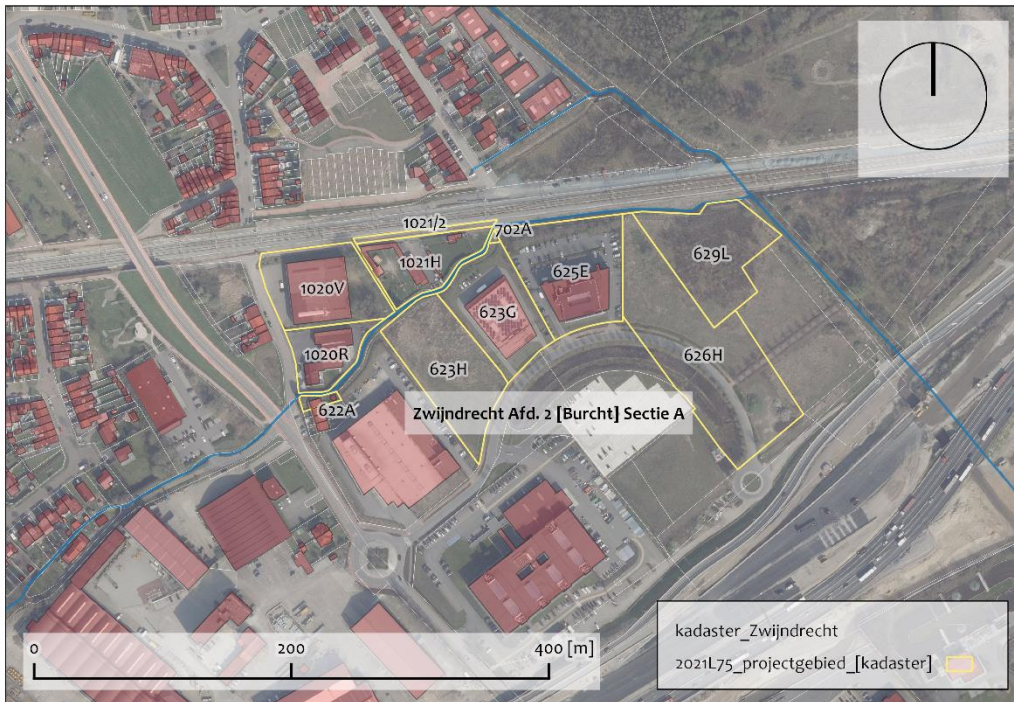 1021/2
702A
1021H
629L
625E
1020V
623G
1020R
626H
623H
622A
Zwijndrecht Afd. 2 [Burcht] Sectie A
kadaster_Zwijndrecht
2021L75_projectgebied_[kadaster]
0 200 400 [m]